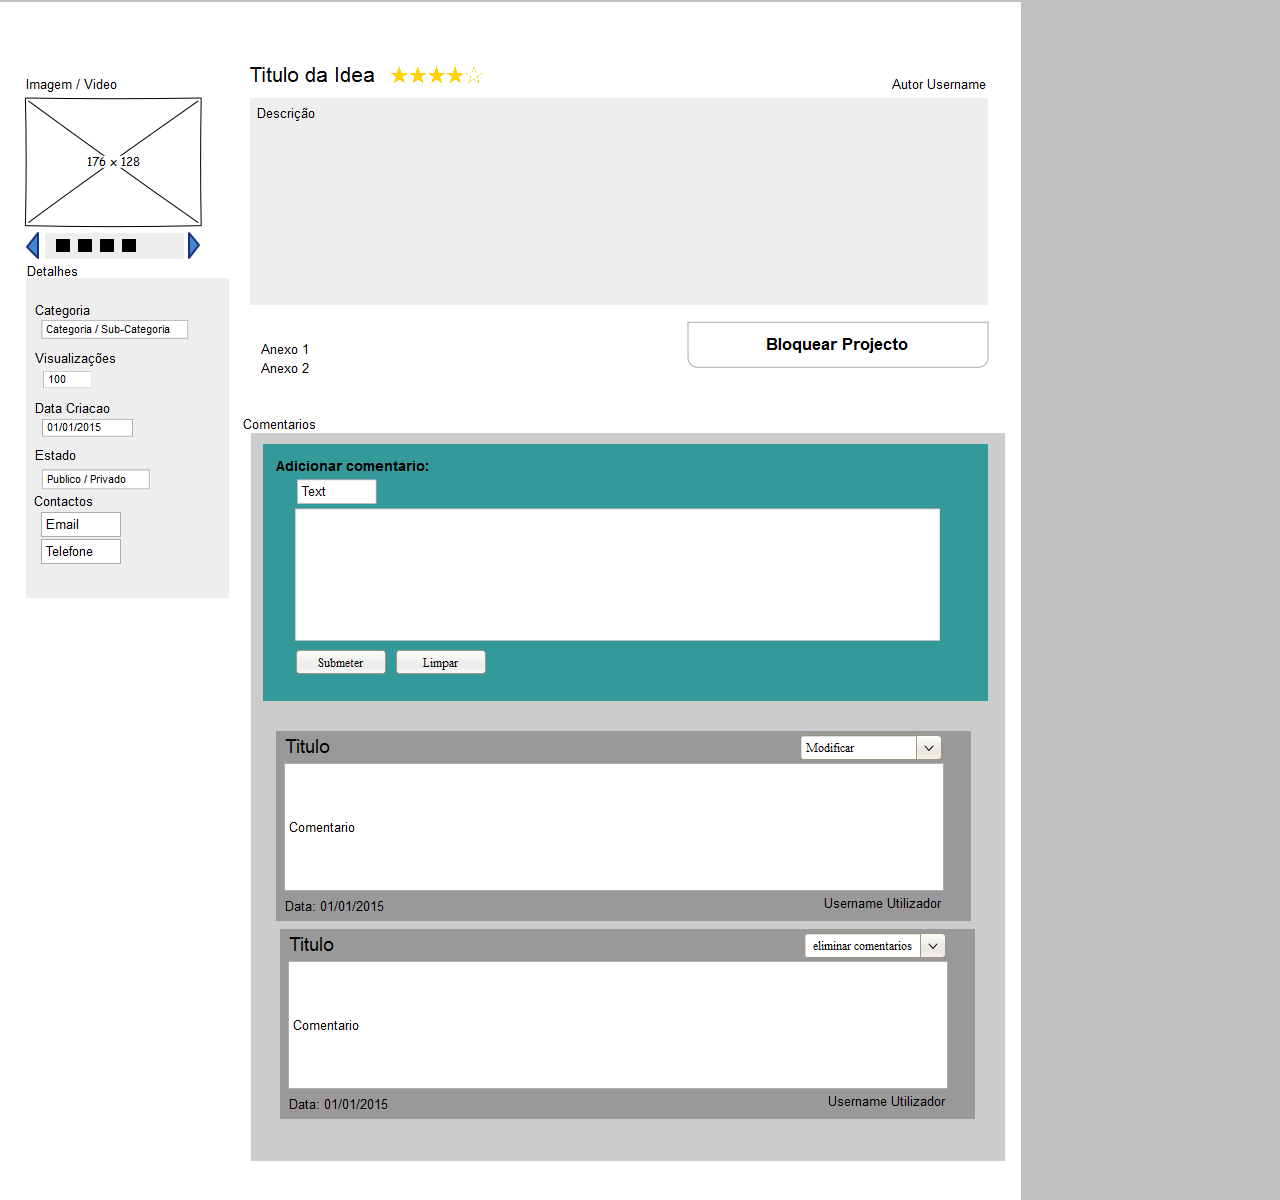 Titulo da Idea
Autor Username
Imagem / Video
176 x 128
Descrição
Detalhes
Categoria
Categoria / Sub-Categoria
Visualizações
100
Data Criacao
01/01/2015
Estado
Publico / Privado
Contactos
Email
Telefone
Anexo 1
Anexo 2
Bloquear Projecto
Comentarios
Adicionar comentario:
Text
Submeter
Limpar
Titulo
Modificar
Comentario
Data: 01/01/2015
Username Utilizador
Titulo
eliminar comentarios
Comentario
Data: 01/01/2015
Username Utilizador